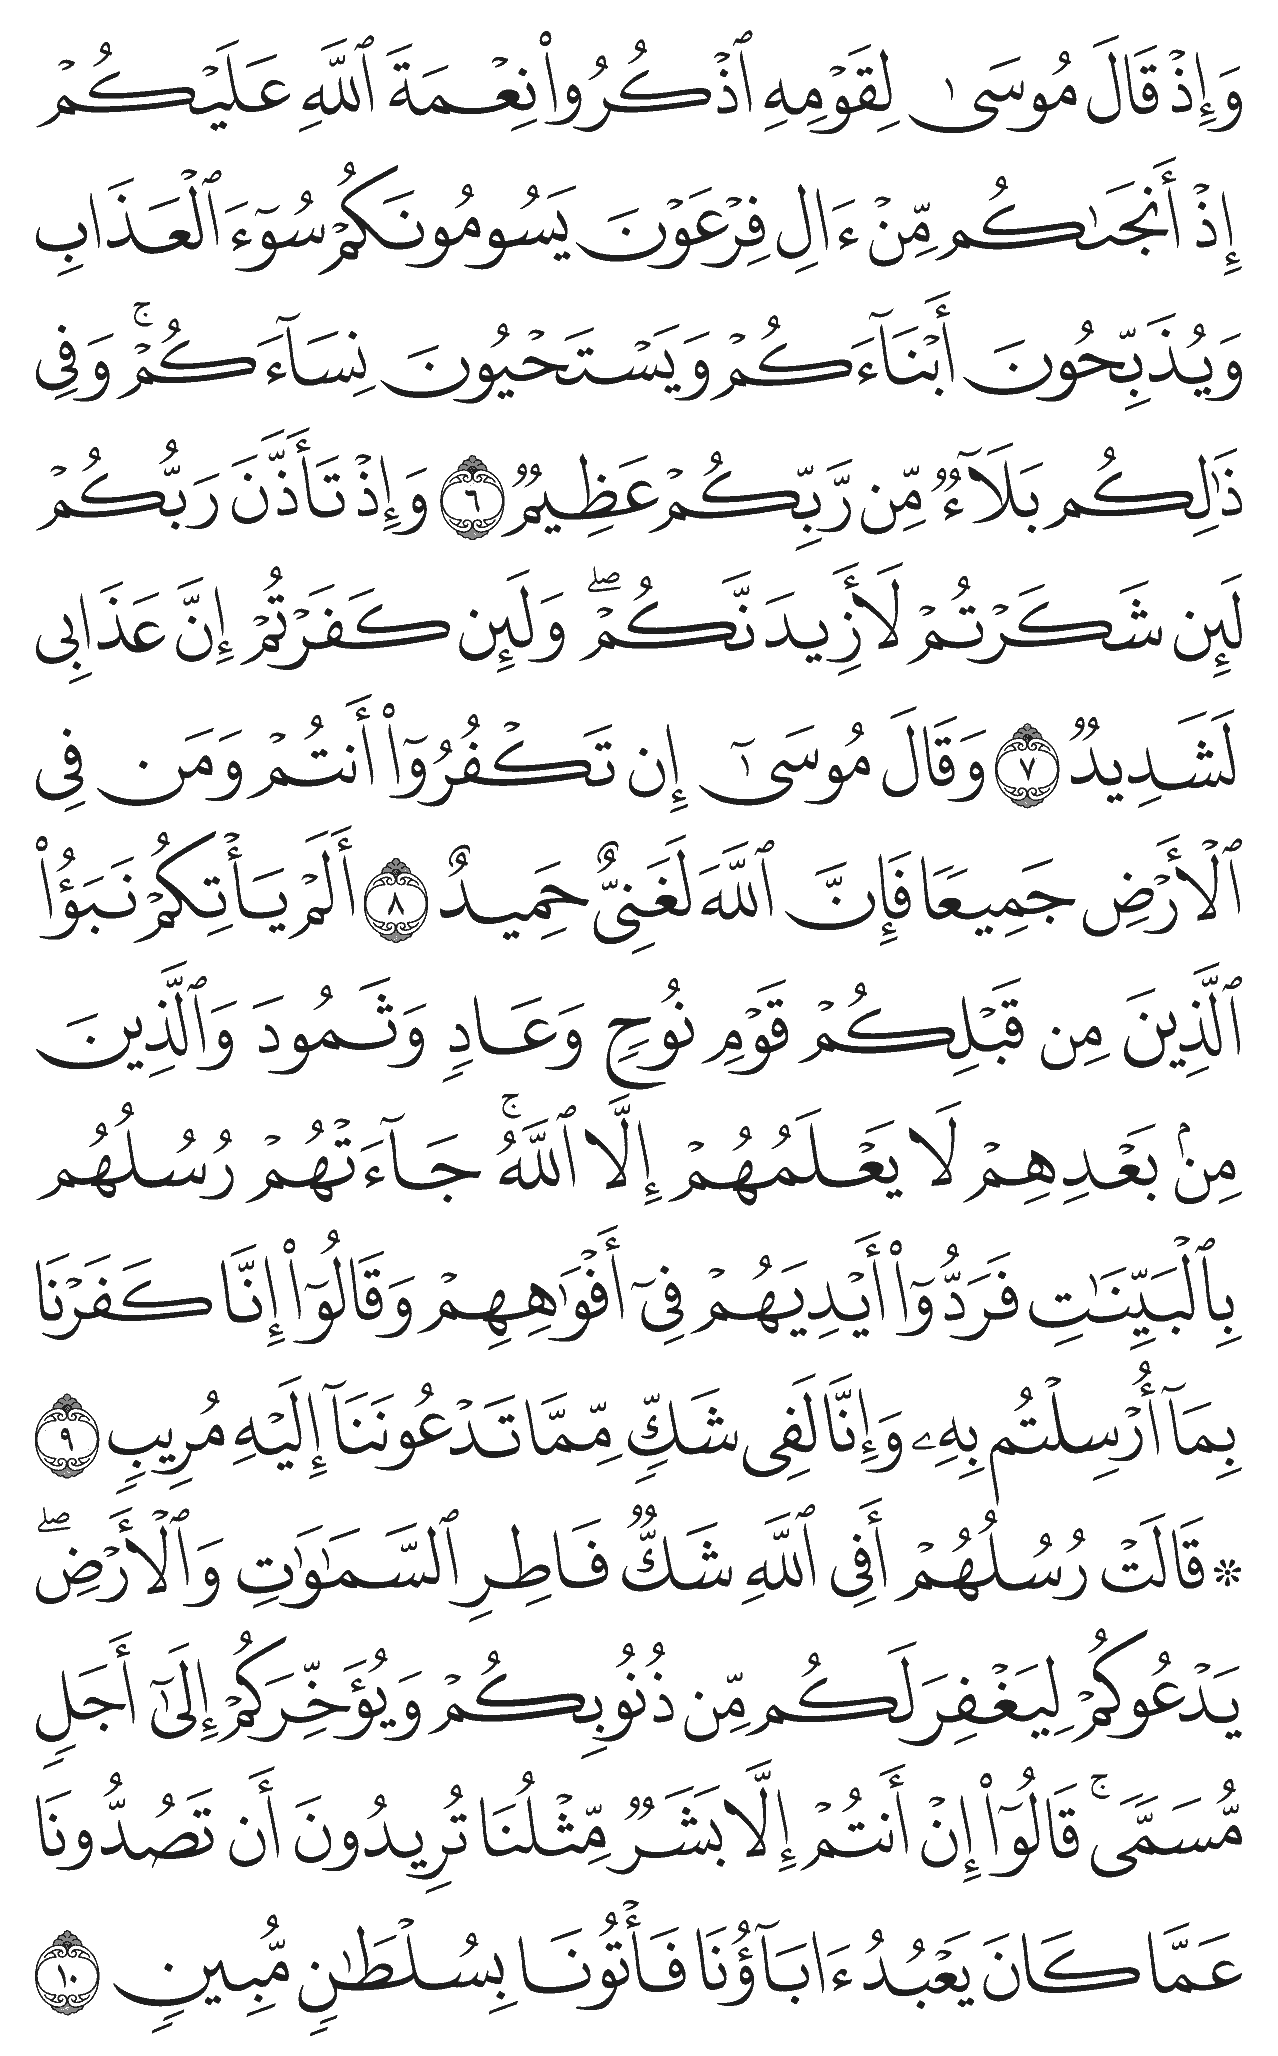 وَإِذۡ قَالَ مُوسَىٰ لِقَوۡمِهِ ٱذۡكُرُواْ نِعۡمَةَ ٱللَّهِ عَلَيۡكُمۡ
إِذۡ أَنجَىٰكُم مِّنۡ ءَالِ فِرۡعَوۡنَ يَسُومُونَكُمۡ سُوٓءَ ٱلۡعَذَابِ
وَيُذَبِّحُونَ أَبۡنَآءَكُمۡ وَيَسۡتَحۡيُونَ نِسَآءَكُمۡۚ وَفِي
ذَٰلِكُم بَلَآءٞ مِّن رَّبِّكُمۡ عَظِيمٞ ٦ وَإِذۡ تَأَذَّنَ رَبُّكُمۡ
لَئِن شَكَرۡتُمۡ لَأَزِيدَنَّكُمۡۖ وَلَئِن كَفَرۡتُمۡ إِنَّ عَذَابِي
لَشَدِيدٞ ٧ وَقَالَ مُوسَىٰٓ إِن تَكۡفُرُوٓاْ أَنتُمۡ وَمَن فِي
ٱلۡأَرۡضِ جَمِيعٗا فَإِنَّ ٱللَّهَ لَغَنِيٌّ حَمِيدٌ ٨ أَلَمۡ يَأۡتِكُمۡ نَبَؤُاْ
ٱلَّذِينَ مِن قَبۡلِكُمۡ قَوۡمِ نُوحٖ وَعَادٖ وَثَمُودَ وَٱلَّذِينَ
مِنۢ بَعۡدِهِمۡ لَا يَعۡلَمُهُمۡ إِلَّا ٱللَّهُۚ جَآءَتۡهُمۡ رُسُلُهُم
بِٱلۡبَيِّنَٰتِ فَرَدُّوٓاْ أَيۡدِيَهُمۡ فِيٓ أَفۡوَٰهِهِمۡ وَقَالُوٓاْ إِنَّا كَفَرۡنَا
بِمَآ أُرۡسِلۡتُم بِهِۦ وَإِنَّا لَفِي شَكّٖ مِّمَّا تَدۡعُونَنَآ إِلَيۡهِ مُرِيبٖ ٩
۞ قَالَتۡ رُسُلُهُمۡ أَفِي ٱللَّهِ شَكّٞ فَاطِرِ ٱلسَّمَٰوَٰتِ وَٱلۡأَرۡضِۖ
يَدۡعُوكُمۡ لِيَغۡفِرَ لَكُم مِّن ذُنُوبِكُمۡ وَيُؤَخِّرَكُمۡ إِلَىٰٓ أَجَلٖ
مُّسَمّٗىۚ قَالُوٓاْ إِنۡ أَنتُمۡ إِلَّا بَشَرٞ مِّثۡلُنَا تُرِيدُونَ أَن تَصُدُّونَا
عَمَّا كَانَ يَعۡبُدُ ءَابَآؤُنَا فَأۡتُونَا بِسُلۡطَٰنٖ مُّبِينٖ ١٠